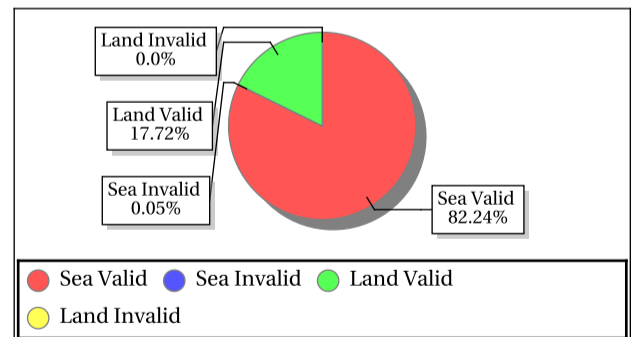 Land Invalid
0.0%
Land Valid
17.72%
Sea Invalid
0.05%
Sea Valid
82.24%
Sea Valid Sea Invalid Land Valid
Land Invalid